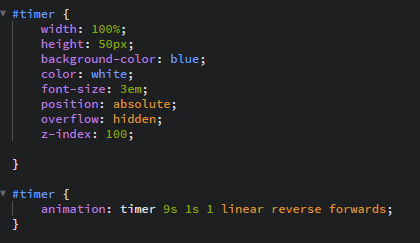 #timer {
width: 100%;
height: 50px;
background-color: blue;
color: white;
font-size: 3em;
position: absolute;
overflow: hidden;
z-index: 100;
}
#timer {
animation: timer 9s 1s 1 linear reverse forwards;
}